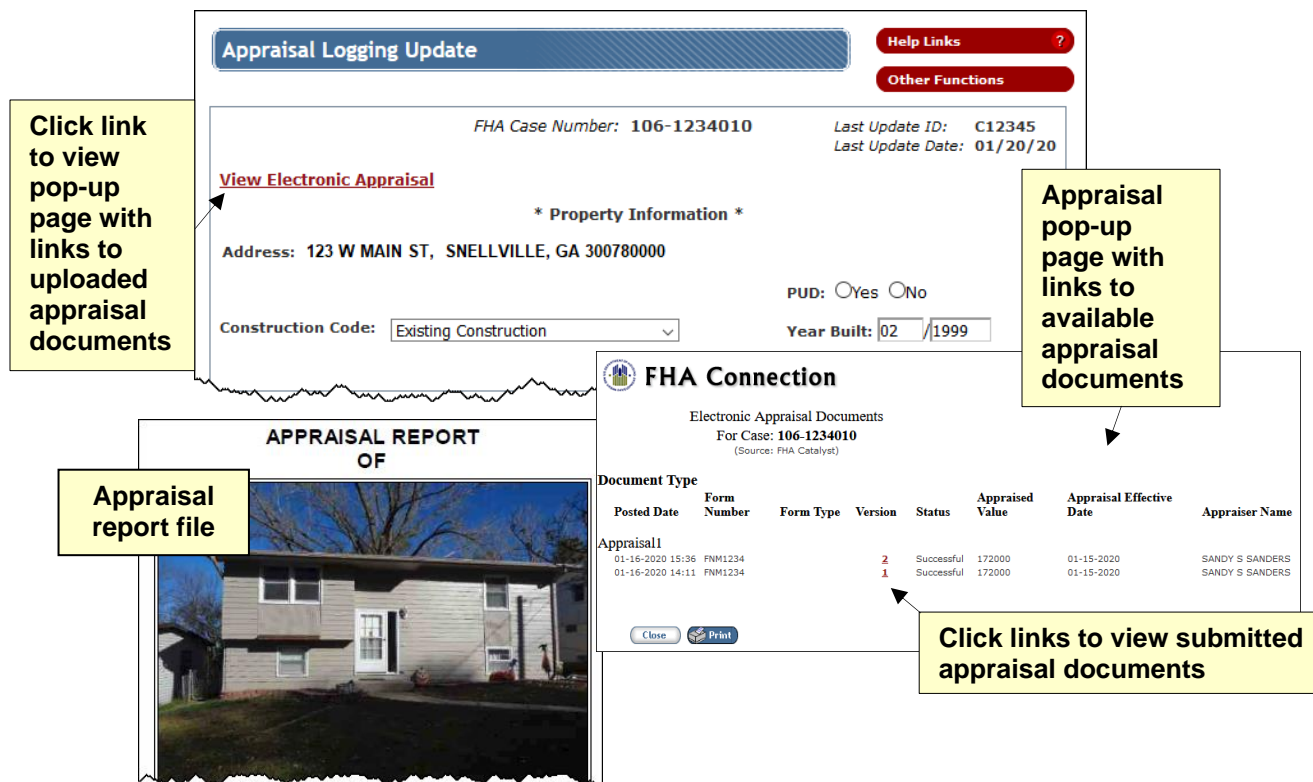 Appraisal Logging Update
Help Links ?
Other Functions
FHA Case Number: 106-1234010
Last Update ID: C12345
Last Update Date: 01/20/20
View Electronic Appraisal
* Property Information *
Address: 123 W MAIN ST, SNELLVILLE, GA 300780000
PUD: Yes No
Construction Code: Existing Construction
Year Built: 02 / 1999
Click link
to view
pop-up
page with
links to
uploaded
appraisal
documents
Appraisal
pop-up
page with
links to
available
appraisal
documents
FHA Connection
Electronic Appraisal Documents
For Case: 106-1234010
(Source: FHA Catalyst)
Document Type
Posted Date Form Number Form Type Version Status Appraised Value Appraisal Effective Date Appraiser Name
Appraisal1
01-16-2020 15:36 FNM1234 2 Successful 172000 01-15-2020 SANDY S SANDERS
01-16-2020 14:11 FNM1234 1 Successful 172000 01-15-2020 SANDY S SANDERS
Close Print
Click links to view submitted
appraisal documents
APPRAISAL REPORT
OF
Appraisal
report file